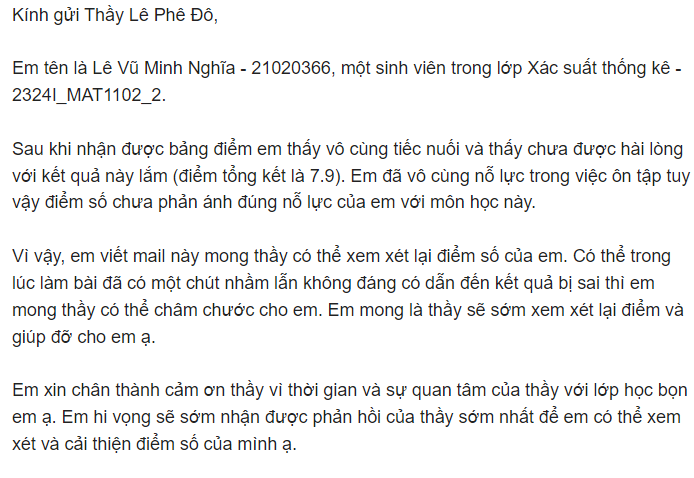 Kính gửi Thầy Lê Phê Đô,
Em tên là Lê Vũ Minh Nghĩa - 21020366, một sinh viên trong lớp Xác suất thống kê -
2324I_MAT1102_2.
Sau khi nhận được bảng điểm em thấy vô cùng tiếc nuối và thấy chưa được hài lòng
với kết quả này lắm (điểm tổng kết là 7.9). Em đã vô cùng nỗ lực trong việc ôn tập tuy
vậy điểm số chưa phản ánh đúng nỗ lực của em với môn học này.
Vì vậy, em viết mail này mong thầy có thể xem xét lại điểm số của em. Có thể trong
lúc làm bài đã có một chút nhầm lẫn không đáng có dẫn đến kết quả bị sai thì em
mong thầy có thể châm chước cho em. Em mong là thầy sẽ sớm xem xét lại điểm và
giúp đỡ cho em ạ.
Em xin chân thành cảm ơn thầy vì thời gian và sự quan tâm của thầy với lớp học bọn
em ạ. Em hi vọng sẽ sớm nhận được phản hồi của thầy sớm nhất để em có thể xem
xét và cải thiện điểm số của mình ạ.